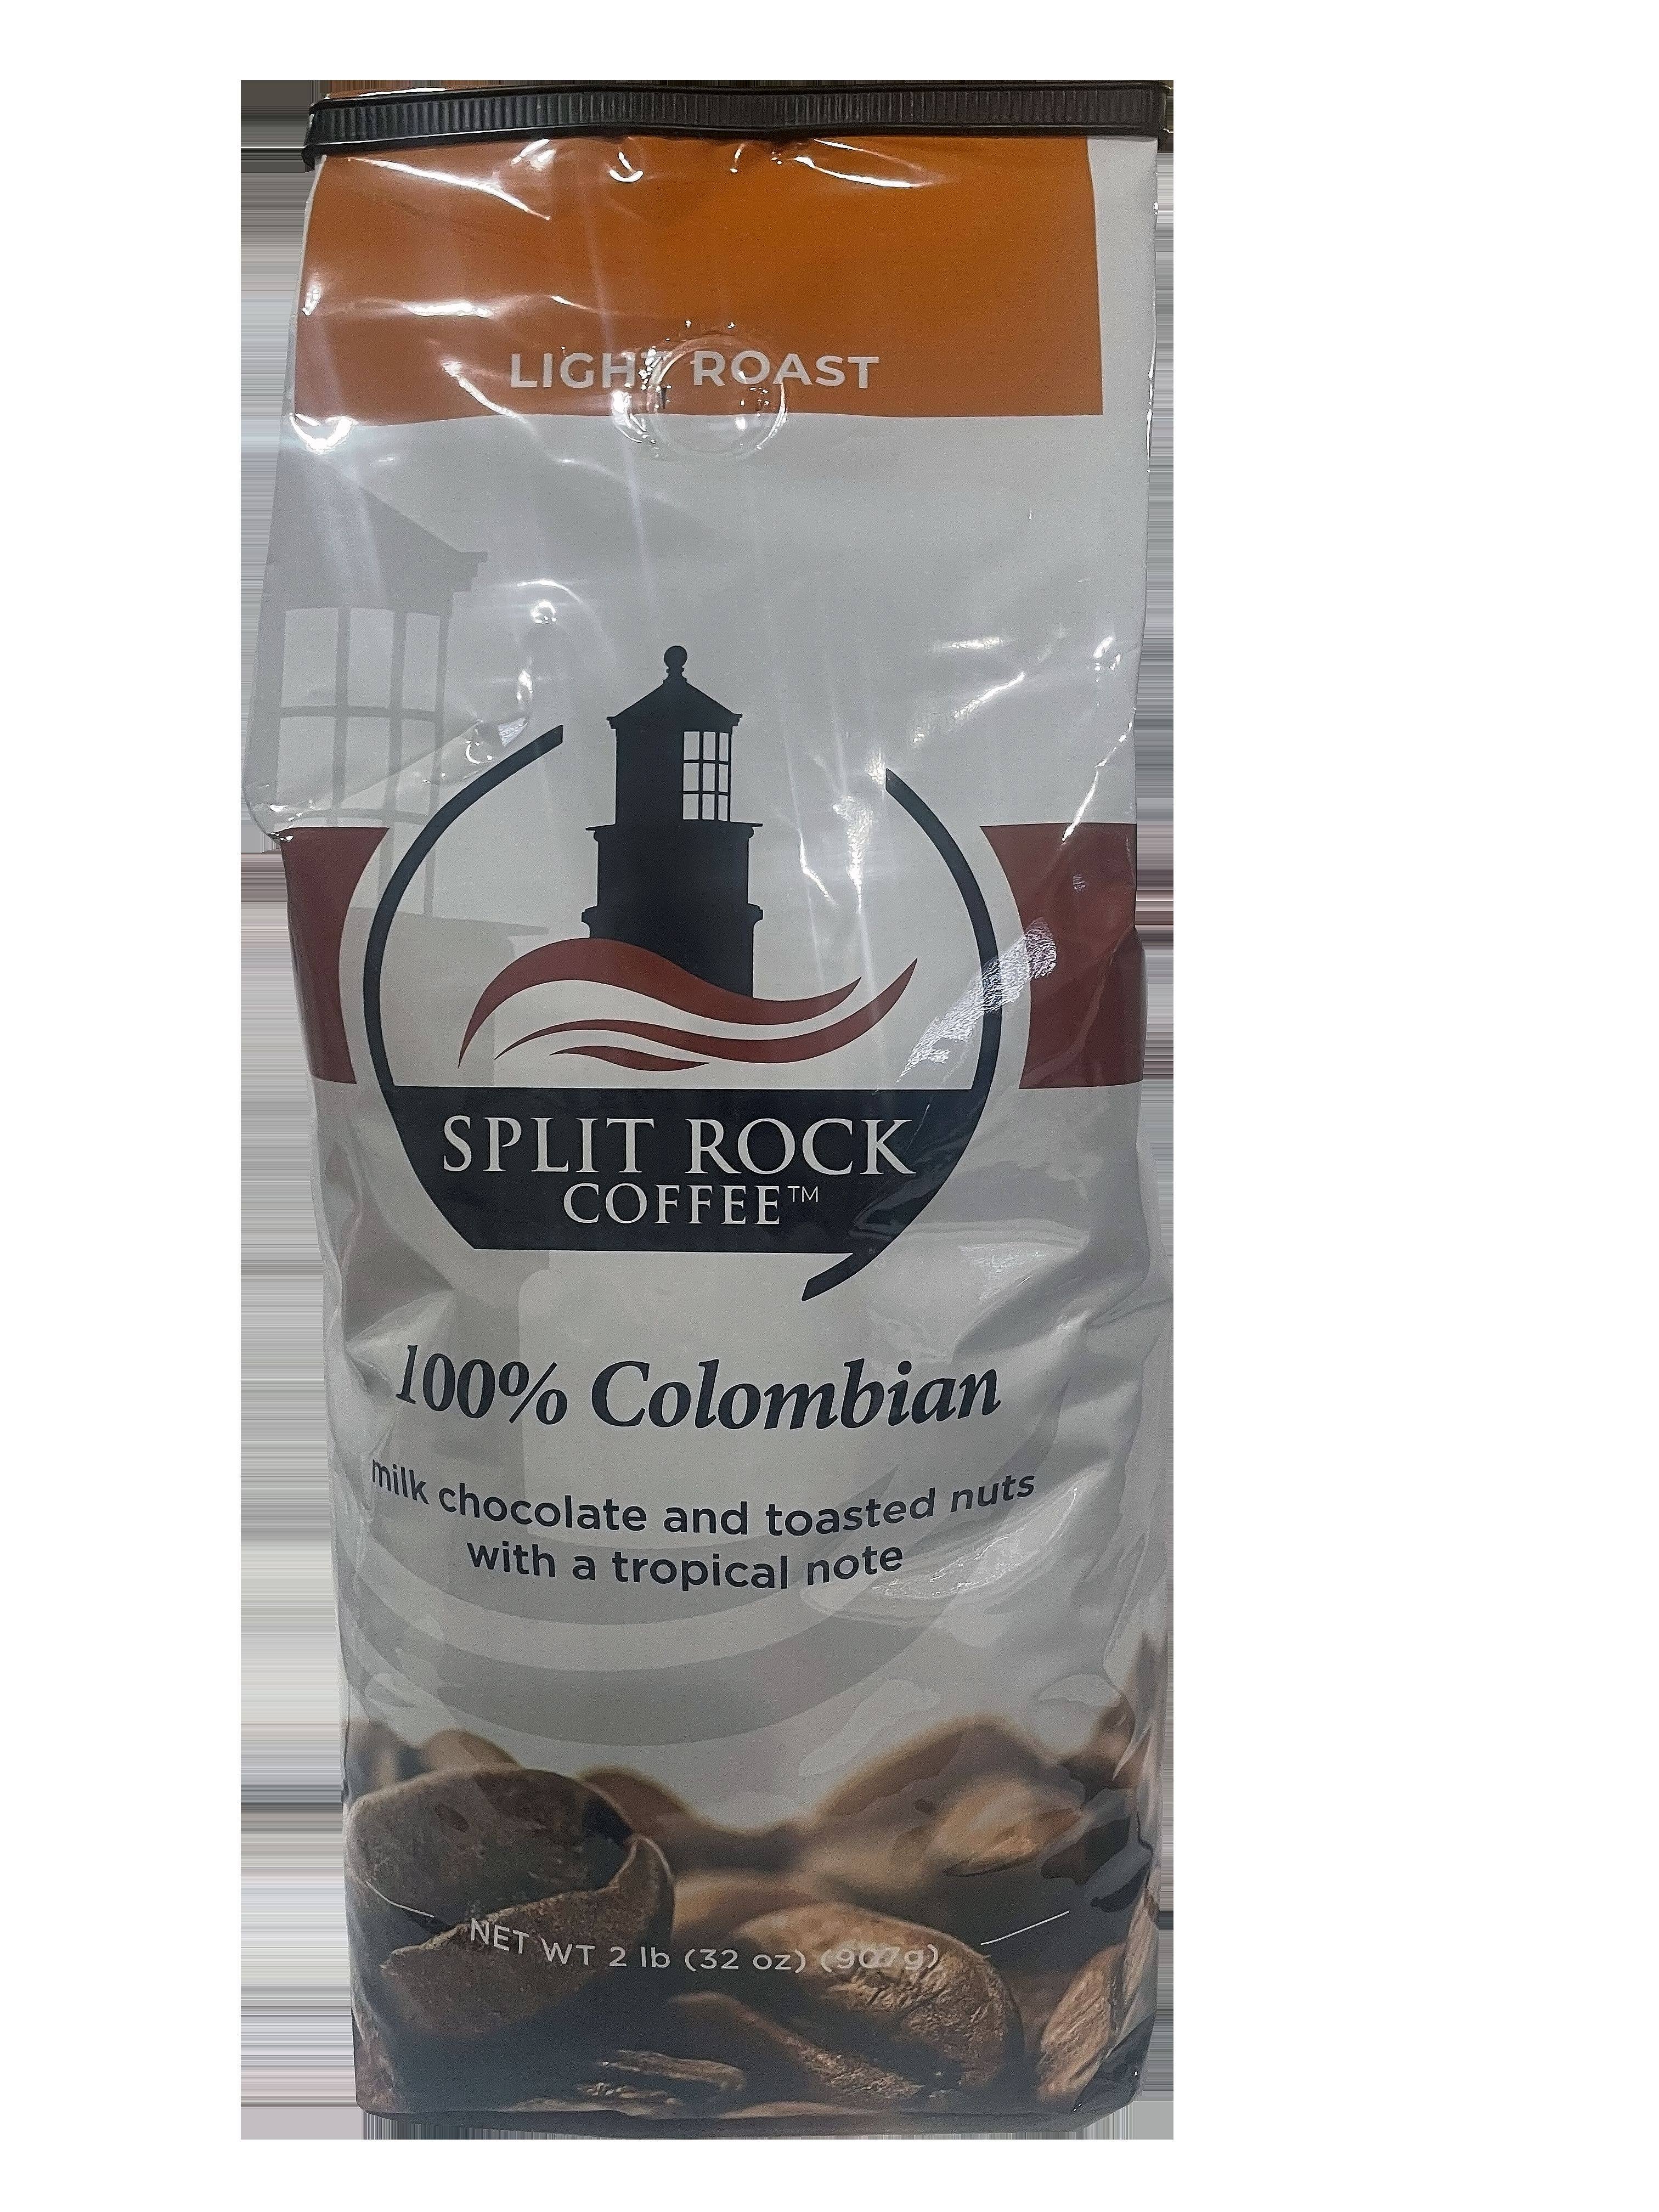 LIGHT ROAST
SPLIT ROCK
COFFEE™
100% Colombian
milk chocolate and toasted nuts
with a tropical note
NET WT 2 lb (32 oz) (907g)